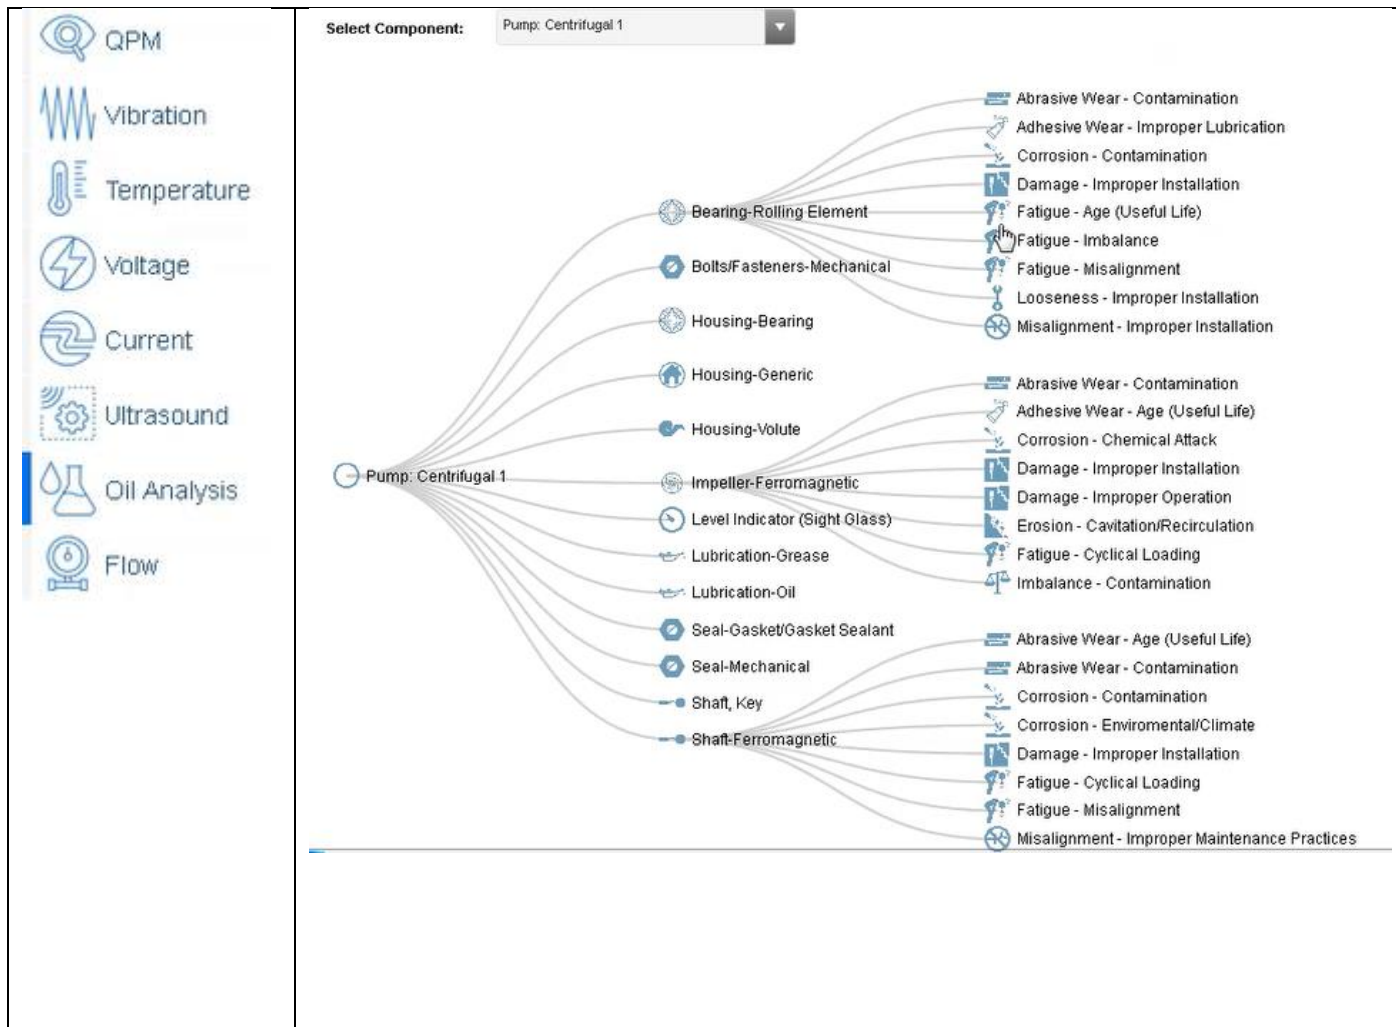 QPM
Vibration
Temperature
Voltage
Current
Ultrasound
Oil Analysis
Flow
Select Component:
Pump: Centrifugal 1
Pump: Centrifugal 1
Bearing-Rolling Element
Bolts/Fasteners-Mechanical
Housing-Bearing
Housing-Generic
Housing-Volute
Impeller-Ferromagnetic
Level Indicator (Sight Glass)
Lubrication-Grease
Lubrication-Oil
Seal-Gasket/Gasket Sealant
Seal-Mechanical
Shaft, Key
Shaft-Ferromagnetic
Abrasive Wear - Contamination
Adhesive Wear - Improper Lubrication
Corrosion - Contamination
Damage - Improper Installation
Fatigue - Age (Useful Life)
Fatigue - Imbalance
Fatigue - Misalignment
Looseness - Improper Installation
Misalignment - Improper Installation
Abrasive Wear - Contamination
Adhesive Wear - Age (Useful Life)
Corrosion - Chemical Attack
Damage - Improper Installation
Damage - Improper Operation
Erosion - Cavitation/Recirculation
Fatigue - Cyclical Loading
Imbalance - Contamination
Abrasive Wear - Age (Useful Life)
Abrasive Wear - Contamination
Corrosion - Contamination
Corrosion - Enviromental/Climate
Damage - Improper Installation
Fatigue - Cyclical Loading
Fatigue - Misalignment
Misalignment - Improper Maintenance Practices